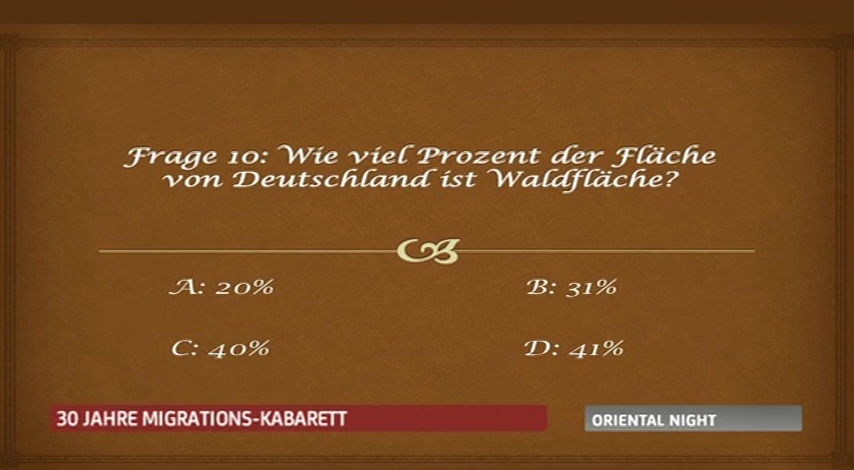 Frage 10: Wie viel Prozent der Fläche
von Deutschland ist Waldfläche?
A: 20%
B: 31%
C: 40%
D: 41%
30 JAHRE MIGRATIONS-KABARETT
ORIENTAL NIGHT